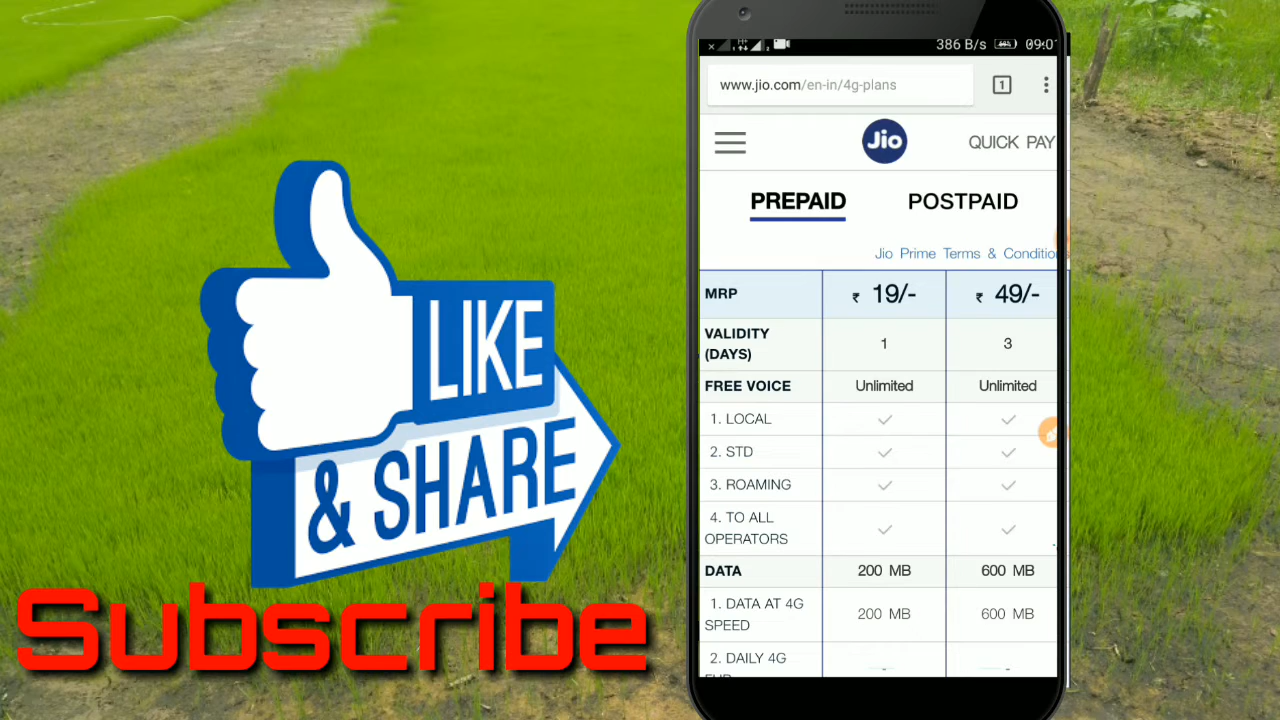 LIKE
& SHARE
Subscribe
386 B/s 09:01
www.jio.com/en-in/4g-plans 1
Jio QUICK PAY
PREPAID POSTPAID
Jio Prime Terms & Conditio
MRP ₹ 19/- ₹ 49/-
VALIDITY
(DAYS) 1 3
FREE VOICE Unlimited Unlimited
1. LOCAL ✓ ✓
2. STD ✓ ✓
3. ROAMING ✓ ✓
4. TO ALL
OPERATORS ✓ ✓
DATA 200 MB 600 MB
1. DATA AT 4G
SPEED 200 MB 600 MB
2. DAILY 4G